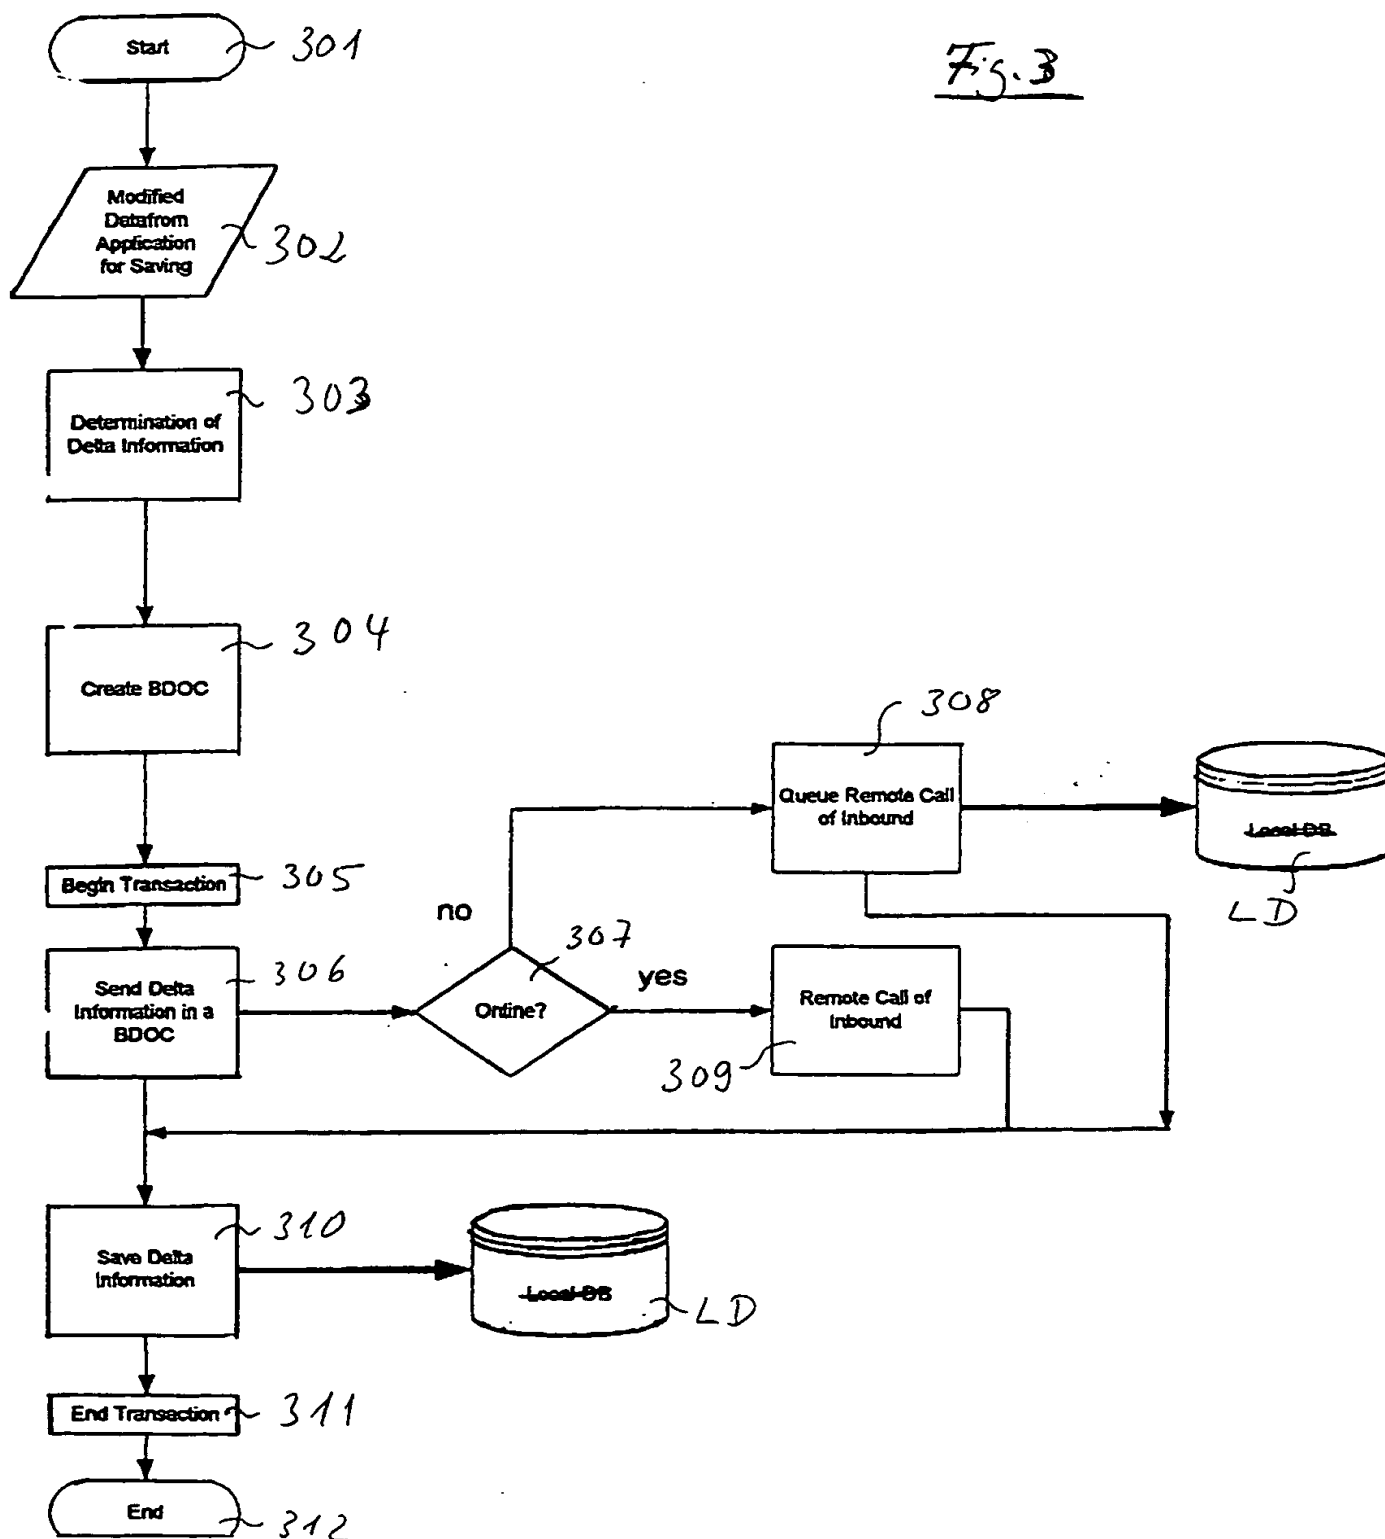 Start
301
Fig. 3
Modified
Datafrom
Application
for Saving
302
Determination of
Delta Information
303
Create BDOC
304
Begin Transaction
305
Send Delta
Information in a
BDOC
306
no
Online?
307
yes
Queue Remote Call
of Inbound
308
Local DB
LD
Remote Call of
Inbound
309
Save Delta
Information
310
Local DB
LD
End Transaction
311
End
312